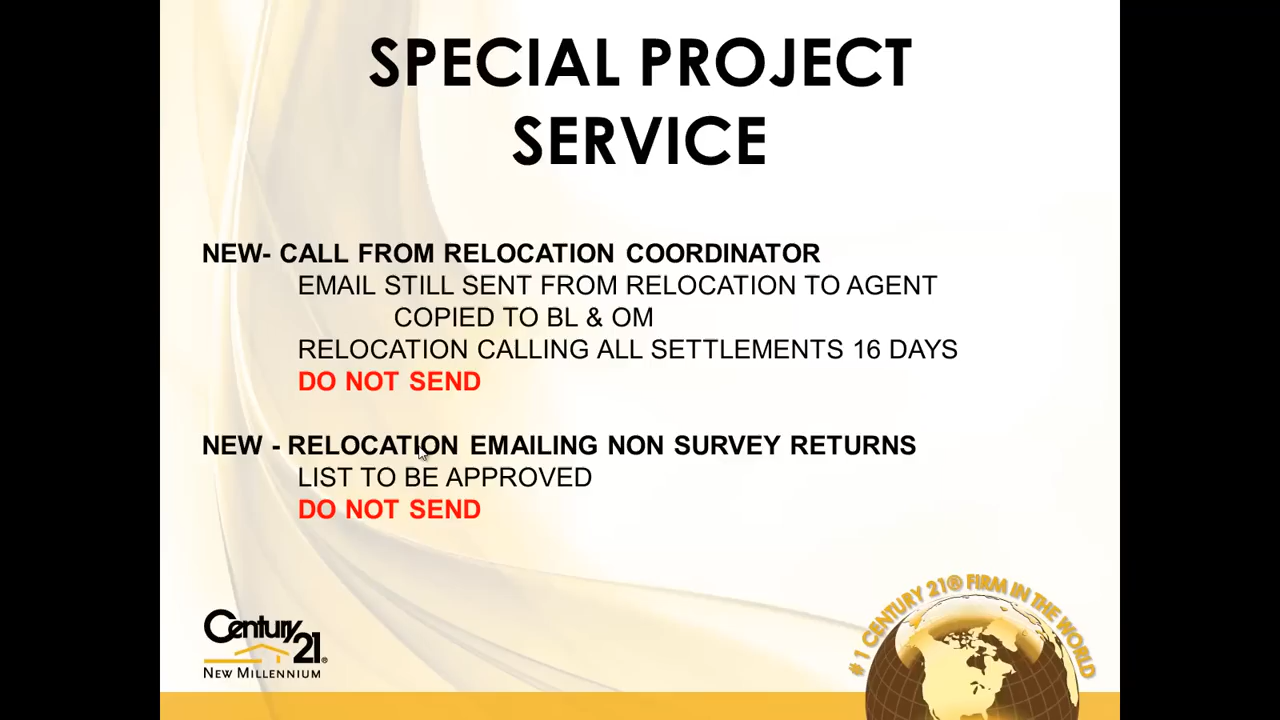 SPECIAL PROJECT
SERVICE
NEW- CALL FROM RELOCATION COORDINATOR
EMAIL STILL SENT FROM RELOCATION TO AGENT
COPIED TO BL & OM
RELOCATION CALLING ALL SETTLEMENTS 16 DAYS
DO NOT SEND
NEW - RELOCATION EMAILING NON SURVEY RETURNS
LIST TO BE APPROVED
DO NOT SEND
Century 21®
NEW MILLENNIUM
# 1 CENTURY 21® FIRM IN THE WORLD